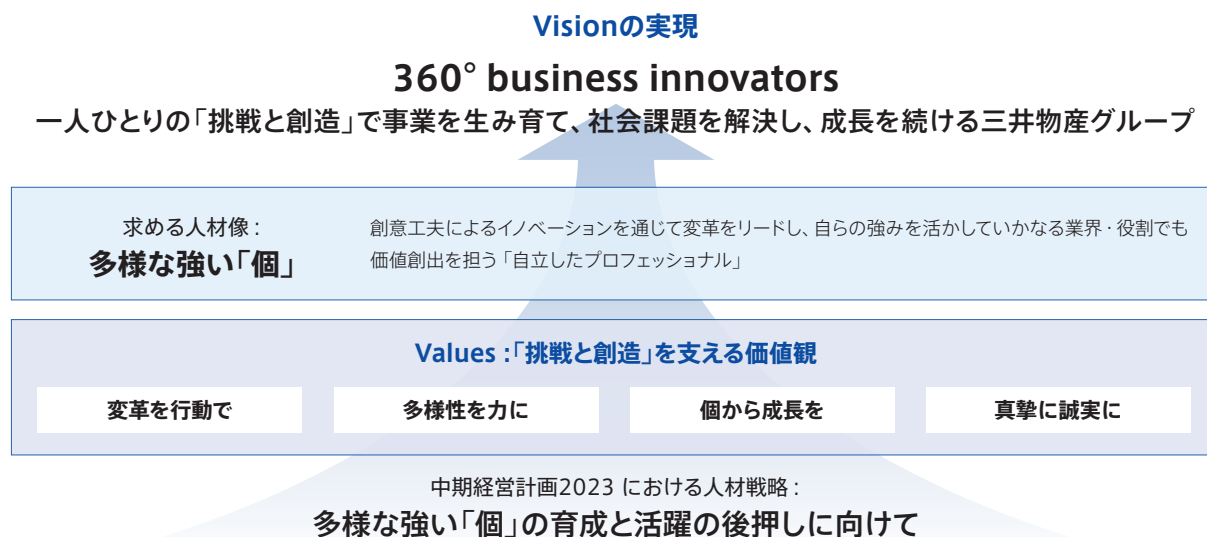 Visionの実現
360° business innovators
一人ひとりの「挑戦と創造」で事業を生み育て、社会課題を解決し、成長を続ける三井物産グループ
求める人材像：
多様な強い「個」
創意工夫によるイノベーションを通じて変革をリードし、自らの強みを活かしていかなる業界・役割でも
価値創出を担う「自立したプロフェッショナル」
Values：「挑戦と創造」を支える価値観
変革を行動で
多様性を力に
個から成長を
真摯に誠実に
中期経営計画2023 における人材戦略：
多様な強い「個」の育成と活躍の後押しに向けて